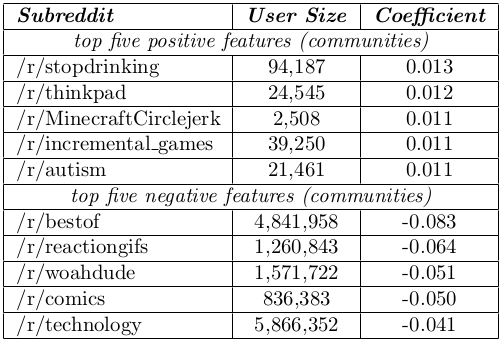 Subreddit User Size Coefficient
top five positive features (communities)
/r/stopdrinking 94,187 0.013
/r/thinkpad 24,545 0.012
/r/MinecraftCirclejerk 2,508 0.011
/r/incremental_games 39,250 0.011
/r/autism 21,461 0.011
top five negative features (communities)
/r/bestof 4,841,958 -0.083
/r/reactiongifs 1,260,843 -0.064
/r/woahdude 1,571,722 -0.051
/r/comics 836,383 -0.050
/r/technology 5,866,352 -0.041